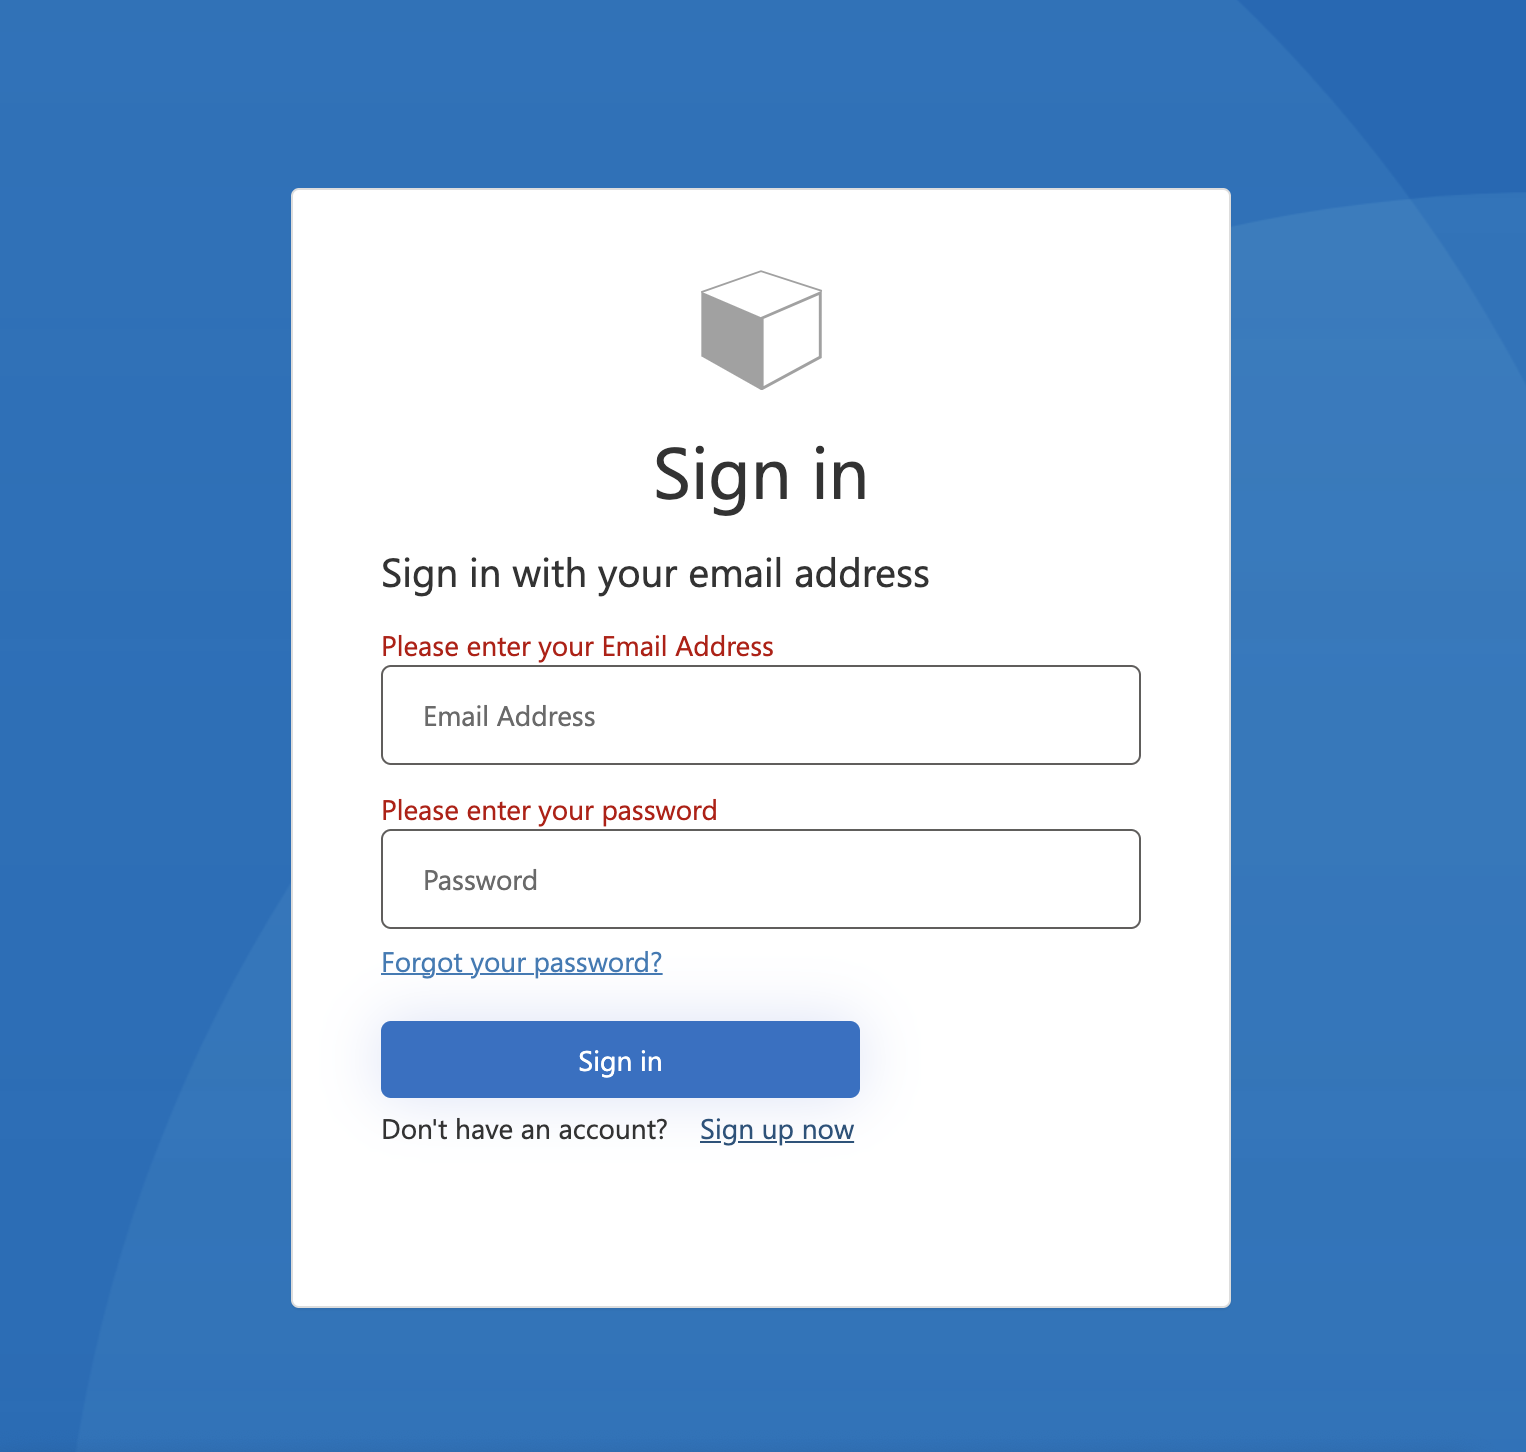 Sign in
Sign in with your email address
Please enter your Email Address
Email Address
Please enter your password
Password
Forgot your password?
Sign in
Don't have an account? Sign up now